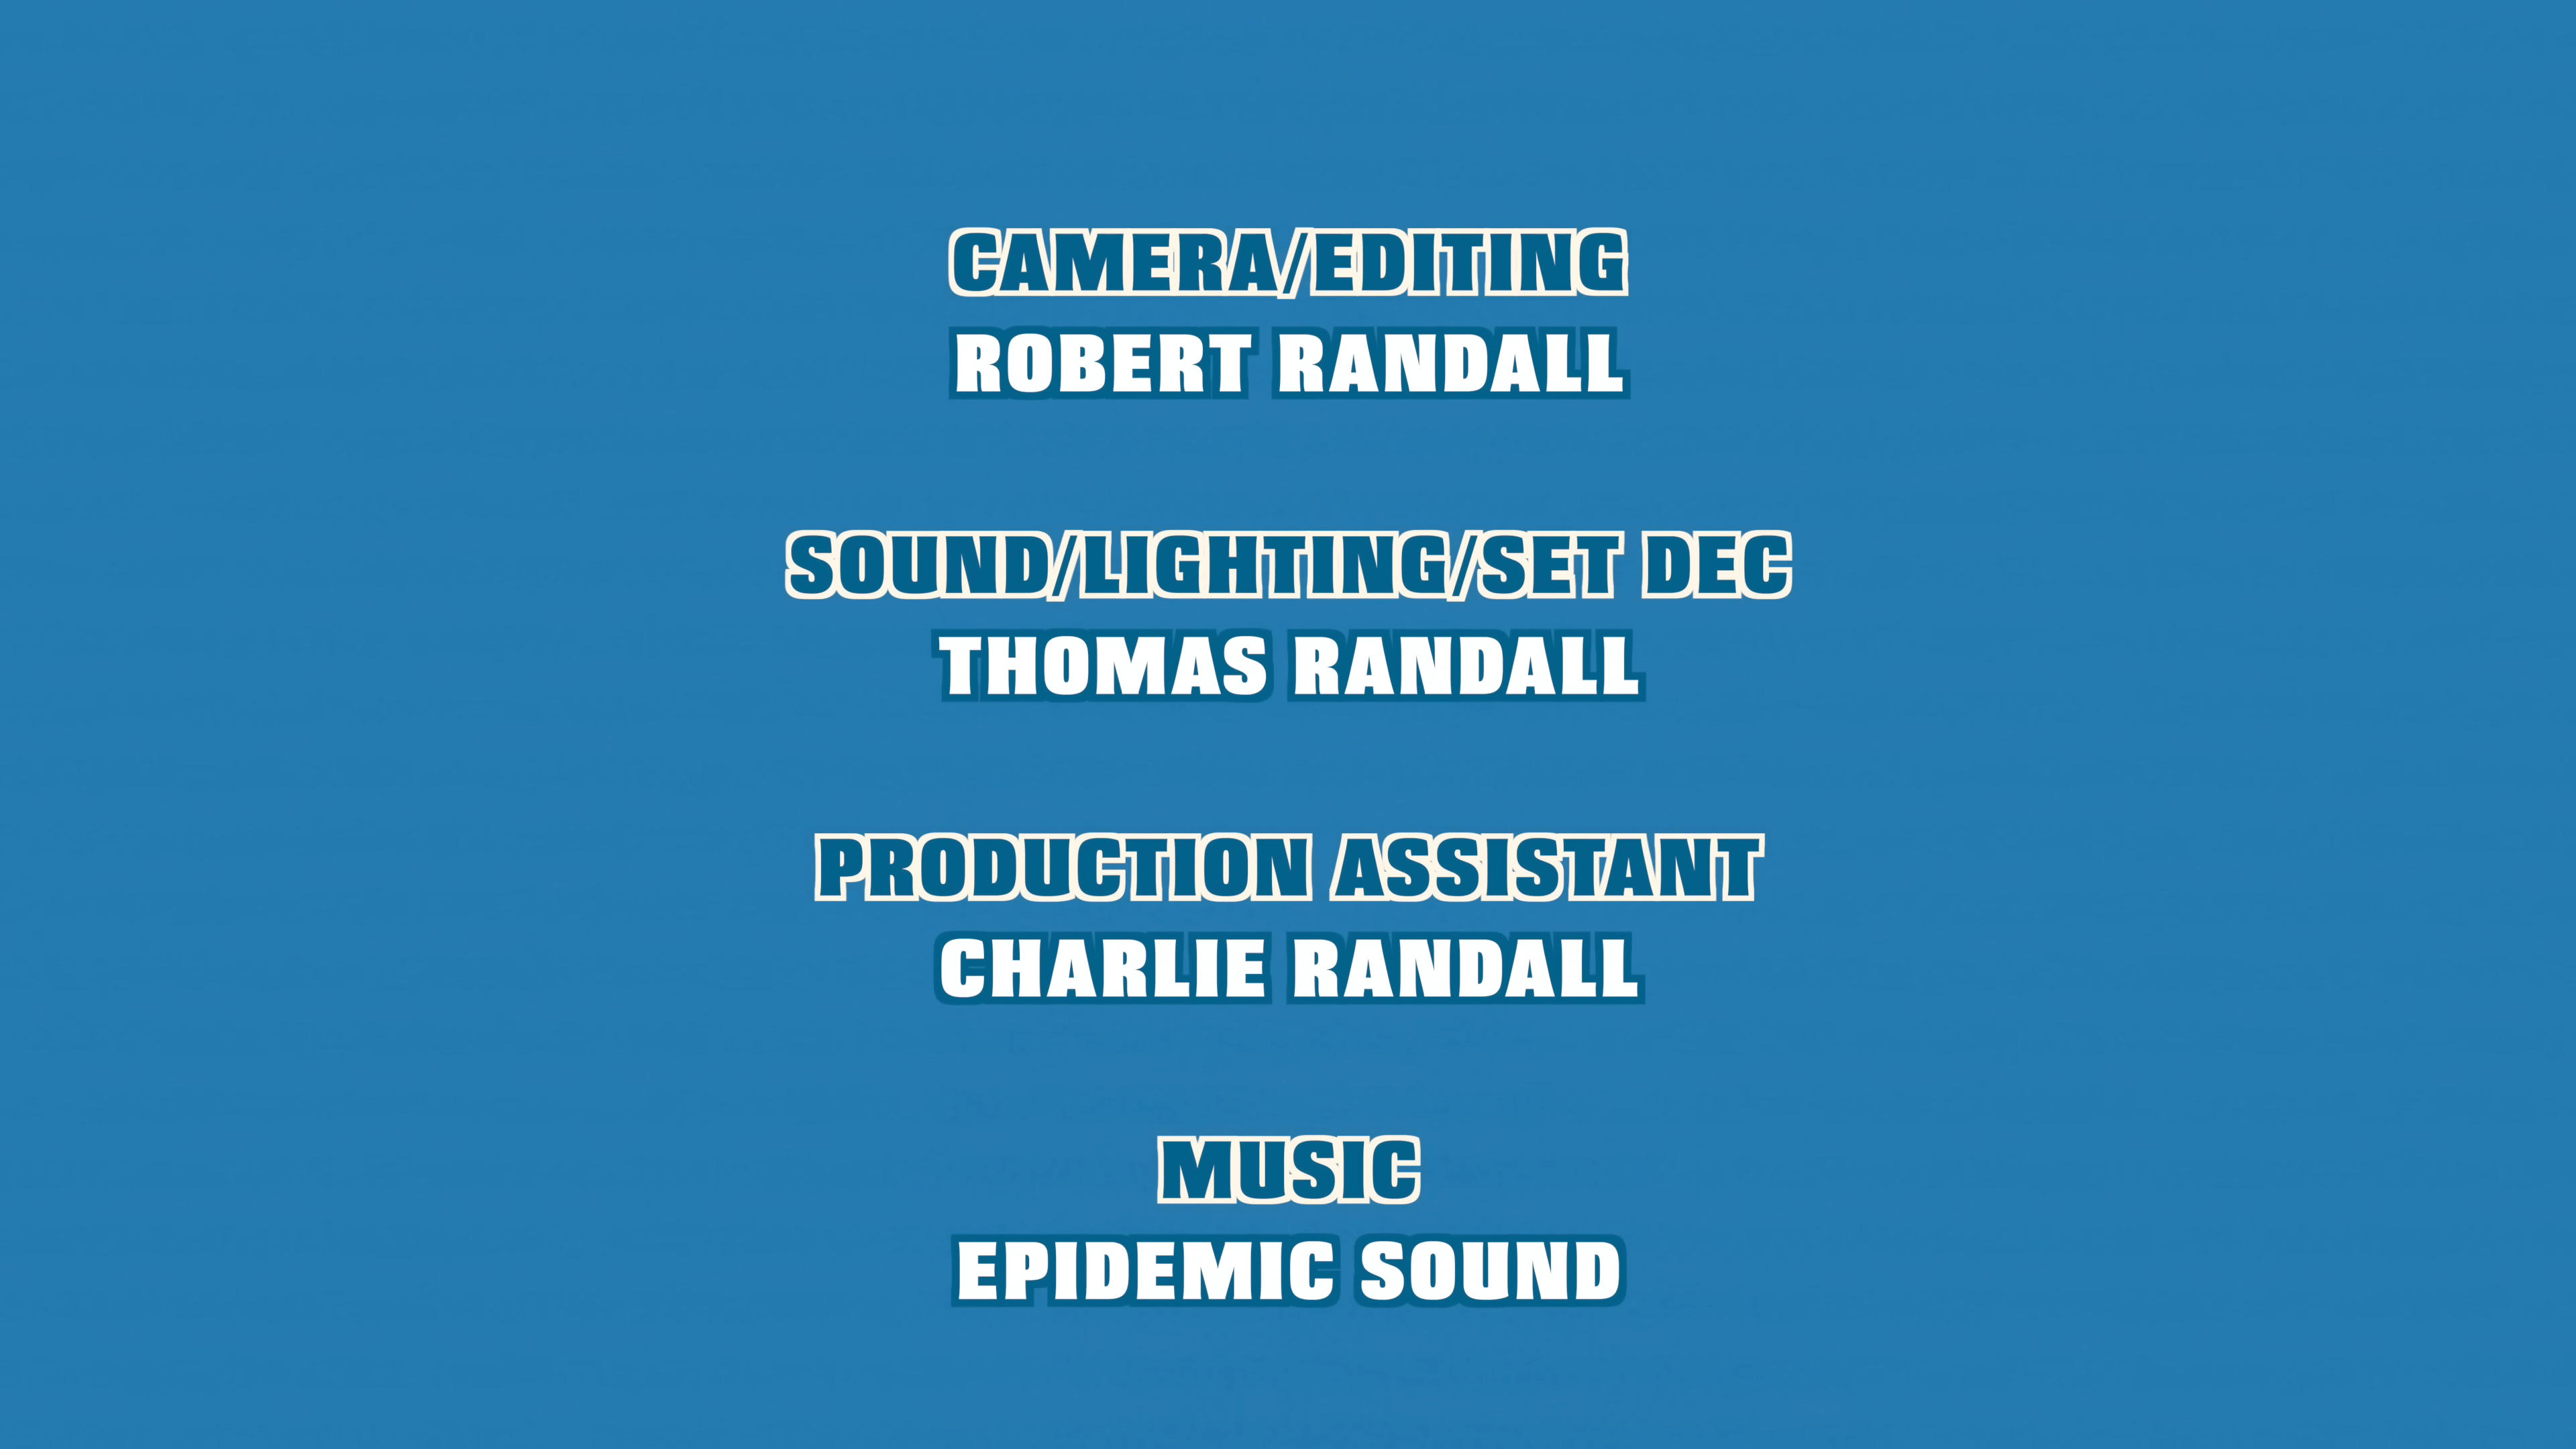 CAMERA/EDITING
ROBERT RANDALL
SOUND/LIGHTING/SET DEC
THOMAS RANDALL
PRODUCTION ASSISTANT
CHARLIE RANDALL
MUSIC
EPIDEMIC SOUND